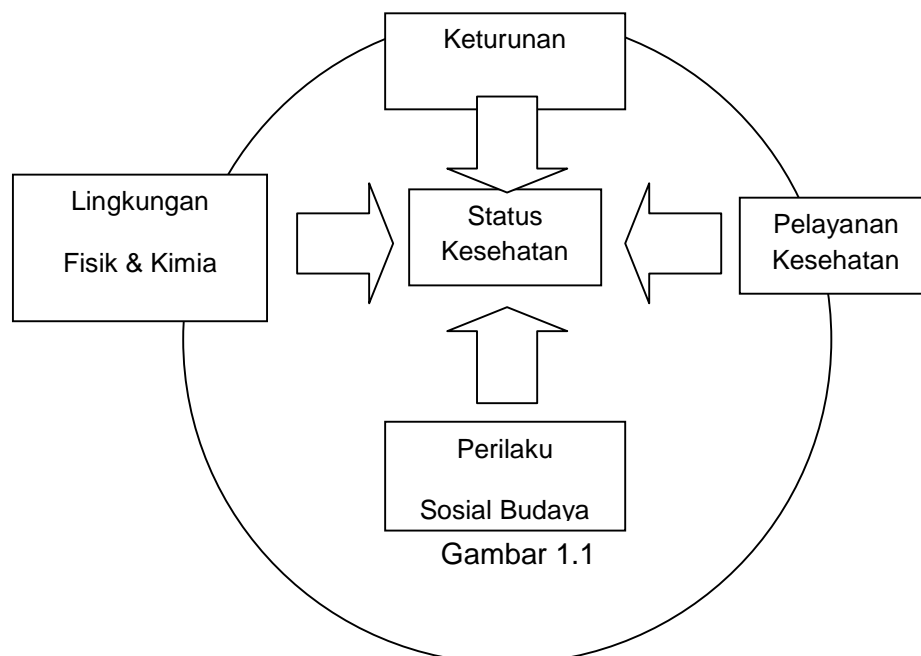 Keturunan
Lingkungan
Fisik & Kimia
Status
Kesehatan
Pelayanan
Kesehatan
Perilaku
Sosial Budaya
Gambar 1.1